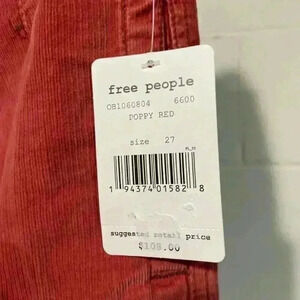 free people
OB1060804 6600
POPPY RED
size 27
1 94374 01582 8
suggested retail price
$108.00